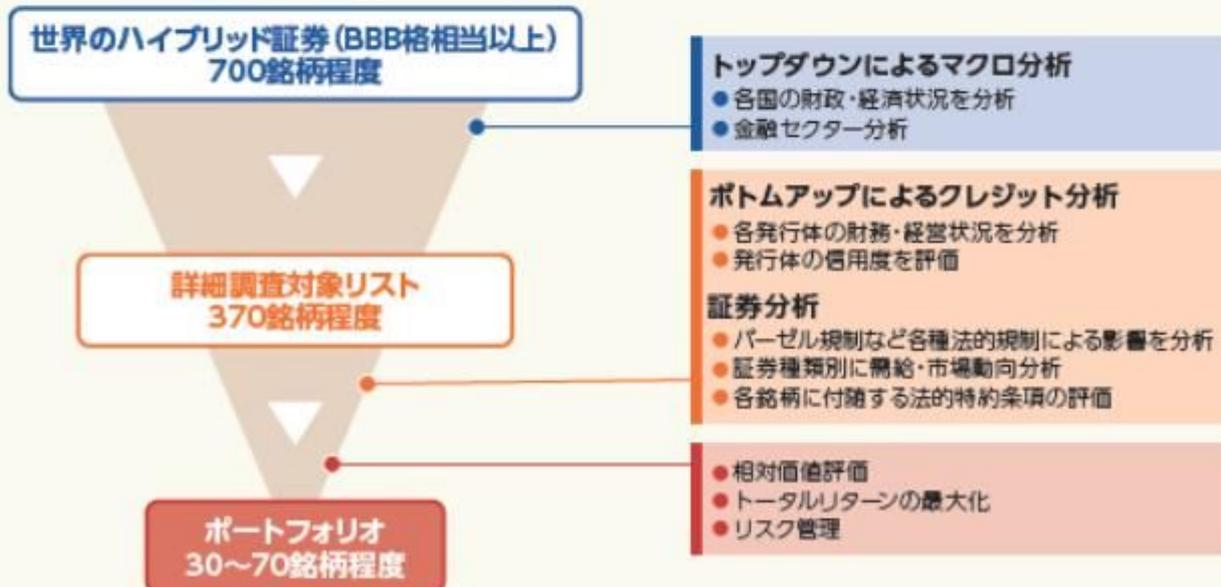 世界のハイブリッド証券(BBB格相当以上)
700銘柄程度
トップダウンによるマクロ分析
●各国の財政・経済状況を分析
●金融セクター分析
ボトムアップによるクレジット分析
●各発行体の財務・経営状況を分析
●発行体の信用度を評価
詳細調査対象リスト
370銘柄程度
証券分析
●バーゼル規制など各種法的規制による影響を分析
●証券種類別に需給・市場動向分析
●各銘柄に付随する法的特約条項の評価
●相対価値評価
●トータルリターンの最大化
●リスク管理
ポートフォリオ
30～70銘柄程度